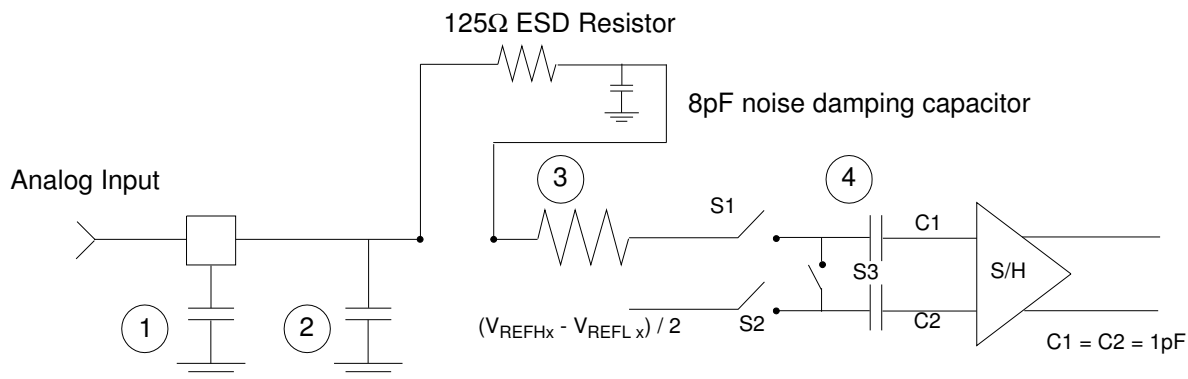 125Ω ESD Resistor
8pF noise damping capacitor
Analog Input
3
4
S1
C1
S3
S/H
1
2
(VREFHx - VREFL x) / 2
S2
C2
C1 = C2 = 1pF